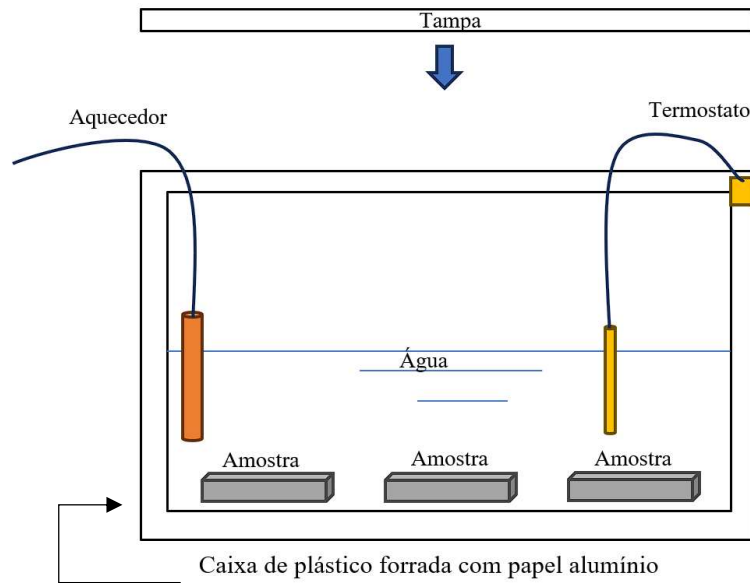 Tampa
Aquecedor
Termostato
Água
Amostra
Amostra
Amostra
Caixa de plástico forrada com papel alumínio